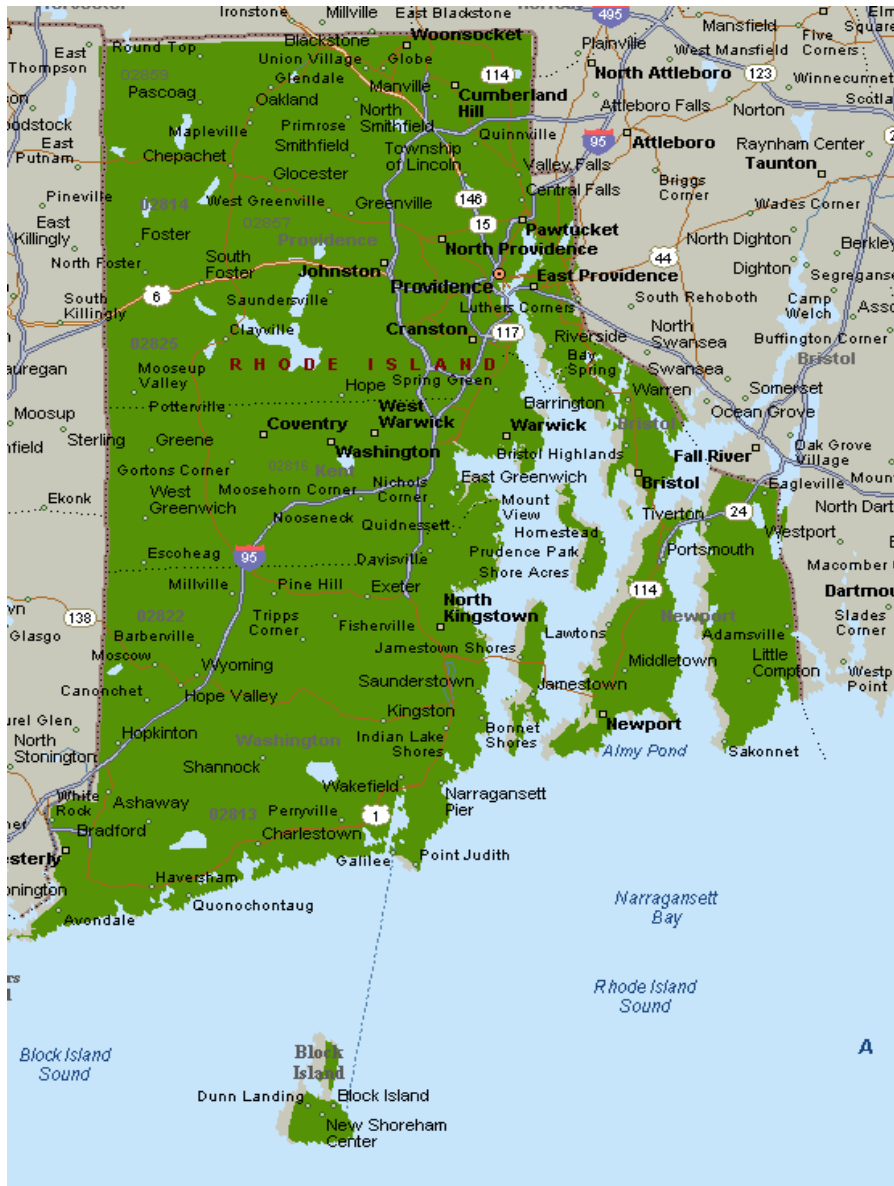 Ironstone
Millville
East Blackstone
495
Mansfield
Five
Corners
Square
Blackstone
Woonsocket
Plainville
West Mansfield
East
Thompson
Round Top
Union Village
Globe
114
North Attleboro
123
Winnecurnet
02859
Glendale
Manville
Cumberland
Hill
Pascoag
Oakland
North
Smithfield
Attleboro Falls
Norton
Mapleville
Primrose
Quinnville
95
Attleboro
East
Putnam
Chepachet
Smithfield
Township
of Lincoln
Raynham Center
Taunton
Glocester
Valley Falls
Briggs
Corner
Pineville
02814
West Greenville
Greenville
146
Central Falls
Wades Corner
East
Killingly
Foster
02857
15
Pawtucket
Providence
North Providence
44
North Dighton
Berkley
North Foster
South
Foster
Johnston
East Providence
Dighton
Segregans
South
Killingly
6
Saundersville
Providence
Luthers Corners
South Rehoboth
Camp
Welch
Clayville
Cranston
117
Riverside
North
Swansea
Buffington Corner
02825
Bay
Spring
Swansea
Bristol
RHODE ISLAND
Mooseup
Valley
Hope
Spring Green
Warren
Somerset
Moosup
Potterville
West
Warwick
Barrington
Ocean Grove
Sterling
Greene
Coventry
Washington
Warwick
Bristol
Fall River
Oak Grove
Village
Gortons Corner
02816
Kent
Bristol Highlands
Ekonk
West
Greenwich
Moosehorn Corner
Nichols
Corner
East Greenwich
Bristol
Eagleville
Nooseneck
Quidnessett
Mount
View
24
North Dart
Tiverton
Westport
Escoheag
95
Davisville
Homestead
Prudence Park
Portsmouth
Macomber
Millville
Pine Hill
Exeter
Shore Acres
114
Dartmou
138
02822
Tripps
Corner
Fisherville
North
Kingstown
Newport
Slades
Corner
Glasgo
Barberville
Lawtons
Adamsville
Moscow
Wyoming
Jamestown Shores
Middletown
Little
Compton
Westp
Point
Canonchet
Hope Valley
Saunderstown
Jamestown
Kingston
Newport
North
Stonington
Hopkinton
Washington
Indian Lake
Shores
Bonnet
Shores
Almy Pond
Sakonnet
Shannock
White
Rock
Ashaway
Wakefield
Narragansett
Pier
02813
Perryville
1
Bradford
Charlestown
esterly
Galilee
Point Judith
onington
Haversham
Avondale
Quonochontaug
Narragansett
Bay
Rhode Island
Sound
Block Island
Sound
Block
Island
A
Dunn Landing
Block Island
New Shoreham
Center